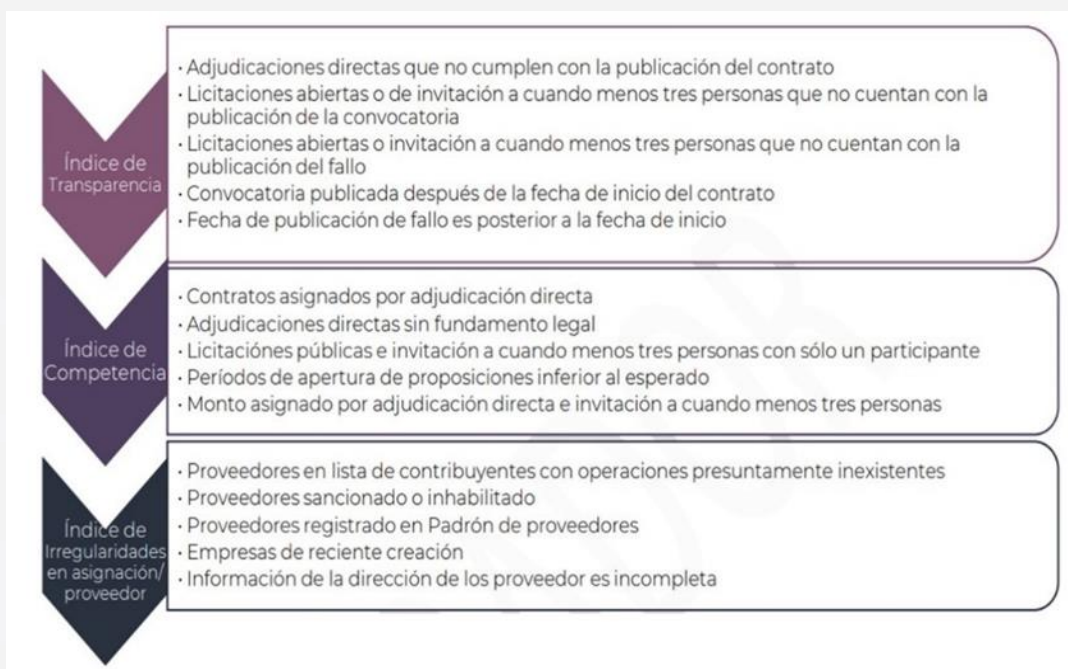 Índice de
Transparencia
· Adjudicaciones directas que no cumplen con la publicación del contrato
· Licitaciones abiertas o de invitación a cuando menos tres personas que no cuentan con la
publicación de la convocatoria
· Licitaciones abiertas o invitación a cuando menos tres personas que no cuentan con la
publicación del fallo
· Convocatoria publicada después de la fecha de inicio del contrato
· Fecha de publicación de fallo es posterior a la fecha de inicio
Índice de
Competencia
· Contratos asignados por adjudicación directa
· Adjudicaciones directas sin fundamento legal
· Licitaciónes públicas e invitación a cuando menos tres personas con sólo un participante
· Períodos de apertura de proposiciones inferior al esperado
· Monto asignado por adjudicación directa e invitación a cuando menos tres personas
Índice de
Irregularidades
en asignación/
proveedor
· Proveedores en lista de contribuyentes con operaciones presuntamente inexistentes
· Proveedores sancionado o inhabilitado
· Proveedores registrado en Padrón de proveedores
· Empresas de reciente creación
· Información de la dirección de los proveedor es incompleta